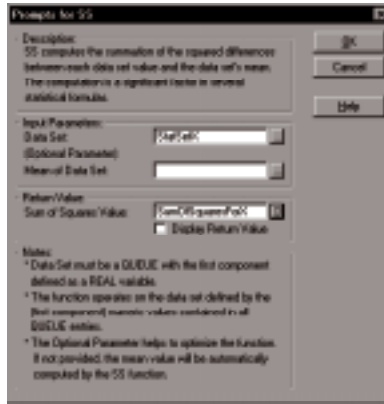 Prompts for SS
Description:
SS computes the summation of the squared differences
between each data set value and the data set's mean.
The computation is a significant factor in several
statistical formulas.
OK
Cancel
Help
Input Parameters:
Data Set: StatSetX
(Optional Parameter)
Mean of Data Set:
Return Value
Sum of Squares Value: SumOfSquaresForX
Display Return Value
Notes:
* Data Set must be a QUEUE with the first component
defined as a REAL variable.
* The function operates on the data set defined by the
(first component) numeric values contained in all
QUEUE entries.
* The Optional Parameter helps to optimize the function.
If not provided, the mean value will be automatically
computed by the SS function.